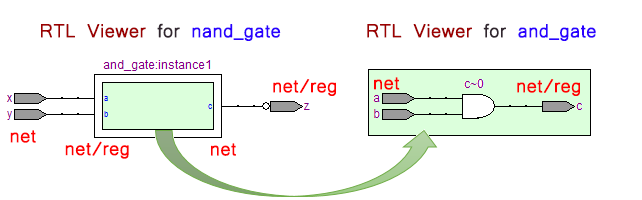 RTL Viewer for nand_gate
and_gate:instance1
x
y
a
b
c
z
net
net/reg
net
net/reg
RTL Viewer for and_gate
net
c~0
net/reg
a
b
c